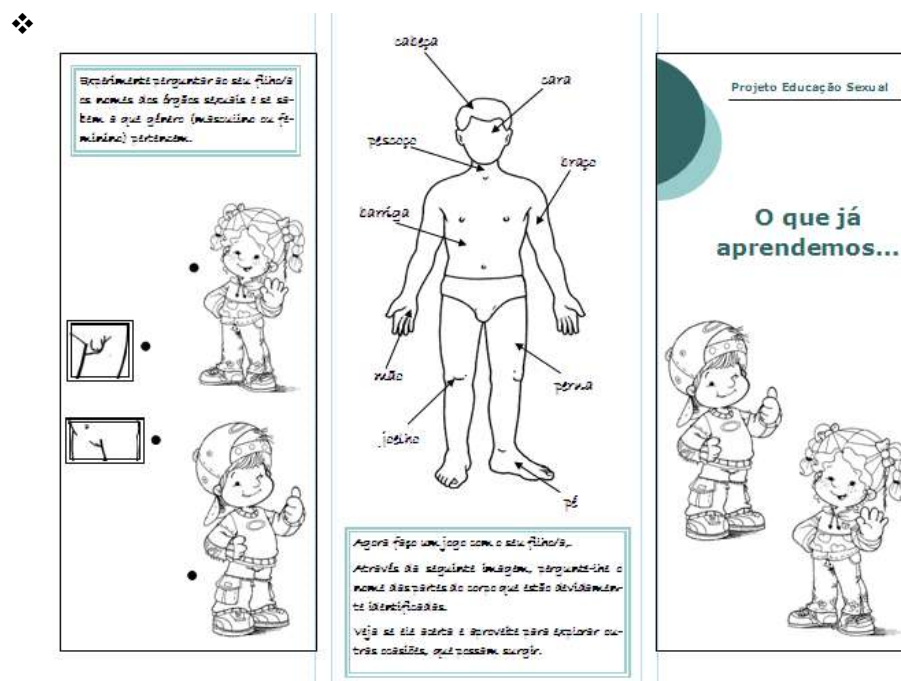 Experimente perguntar ao seu filho/a
os nomes dos órgãos sexuais e se sa-
bem a que género (masculino ou fe-
minino) pertencem.
cabeça
cara
pescoço
braço
barriga
mão
perna
joelho
pé
Agora faço um jogo com o seu filho/a,.
Através da seguinte imagem, pergunte-lhe o
nome das partes do corpo que estão devidamen-
te identificadas.
Veja se ele acerta e aproveite para explorar ou-
tras ocasiões, que possam surgir.
Projeto Educação Sexual
O que já
aprendemos...